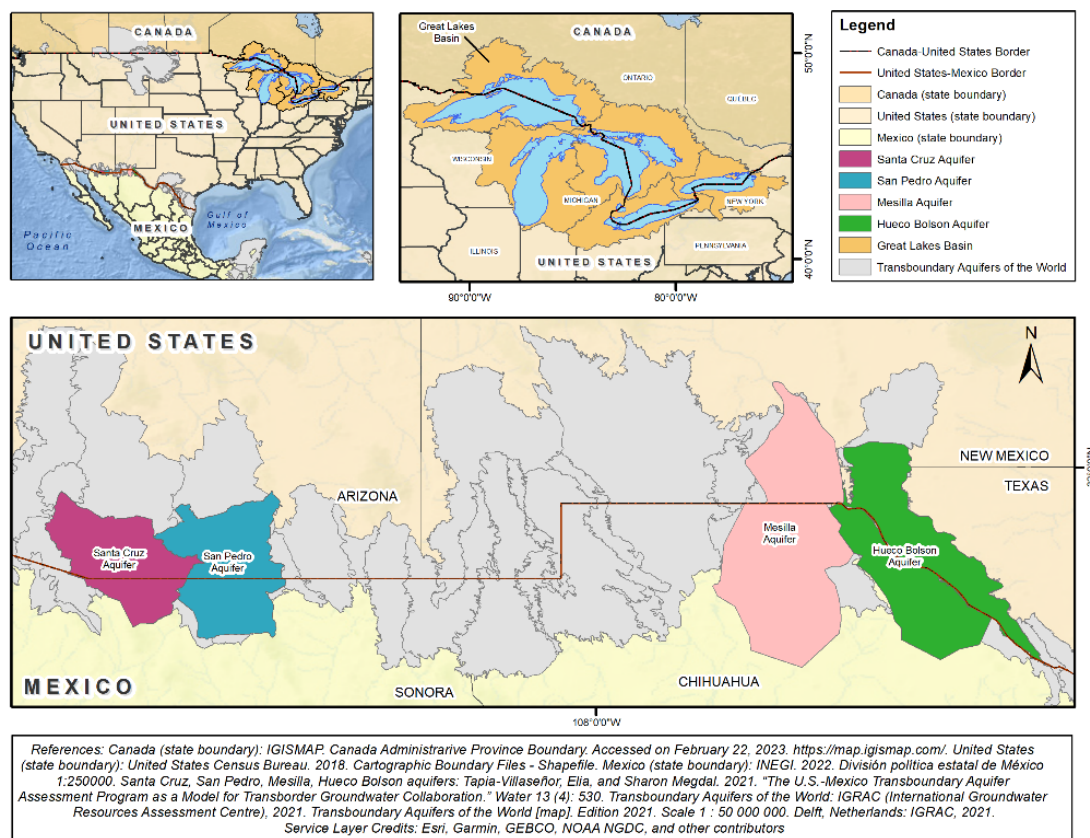 CANADA
UNITED STATES
Gulf of
Mexico
MEXICO
Pacific
Ocean
Great Lakes
Basin
CANADA
ONTARIO
QUÉBEC
WISCONSIN
MICHIGAN
NEW YORK
ILLINOIS
PENNSYLVANIA
UNITED STATES
50°0'0"N
40°0'0"N
90°0'0"W
80°0'0"W
Legend
Canada-United States Border
United States-Mexico Border
Canada (state boundary)
United States (state boundary)
Mexico (state boundary)
Santa Cruz Aquifer
San Pedro Aquifer
Mesilla Aquifer
Hueco Bolson Aquifer
Great Lakes Basin
Transboundary Aquifers of the World
UNITED STATES
N
NEW MEXICO
TEXAS
ARIZONA
Santa Cruz
Aquifer
San Pedro
Aquifer
Mesilla
Aquifer
Hueco Bolson
Aquifer
MEXICO
SONORA
CHIHUAHUA
108°0'0"W
References: Canada (state boundary): IGISMAP. Canada Administrarive Province Boundary. Accessed on February 22, 2023. https://map.igismap.com/. United States
(state boundary): United States Census Bureau. 2018. Cartographic Boundary Files - Shapefile. Mexico (state boundary): INEGI. 2022. División política estatal de México
1:250000. Santa Cruz, San Pedro, Mesilla, Hueco Bolson aquifers: Tapia-Villaseñor, Elia, and Sharon Megdal. 2021. “The U.S.-Mexico Transboundary Aquifer
Assessment Program as a Model for Transborder Groundwater Collaboration.” Water 13 (4): 530. Transboundary Aquifers of the World: IGRAC (International Groundwater
Resources Assessment Centre), 2021. Transboundary Aquifers of the World [map]. Edition 2021. Scale 1 : 50 000 000. Delft, Netherlands: IGRAC, 2021.
Service Layer Credits: Esri, Garmin, GEBCO, NOAA NGDC, and other contributors